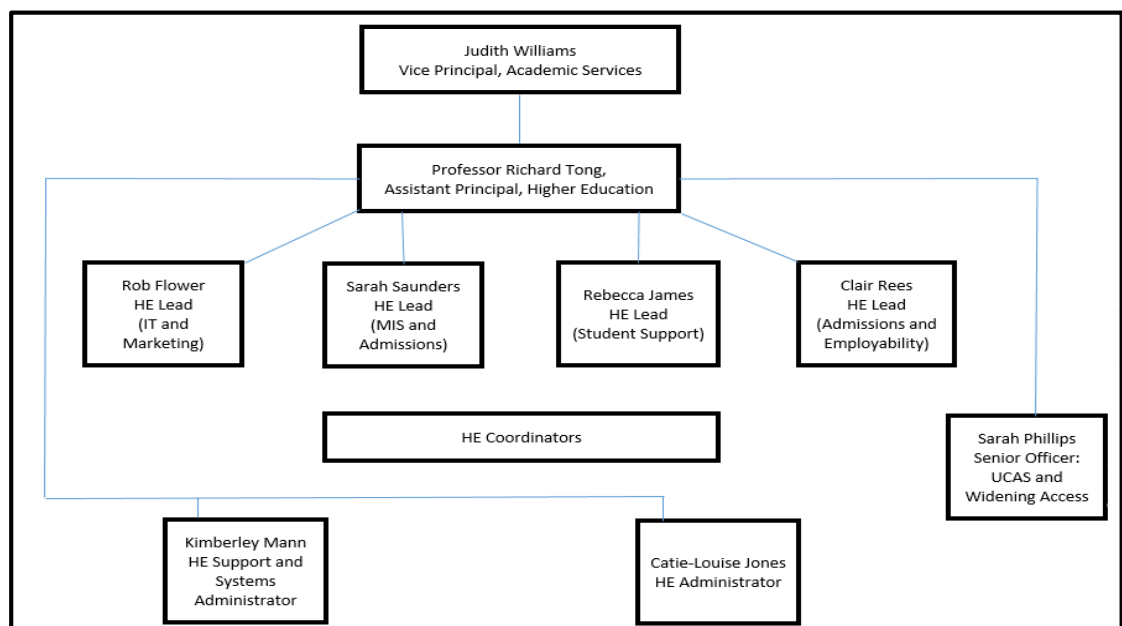 Judith Williams
Vice Principal, Academic Services
Professor Richard Tong,
Assistant Principal, Higher Education
Rob Flower
HE Lead
(IT and
Marketing)
Sarah Saunders
HE Lead
(MIS and
Admissions)
Rebecca James
HE Lead
(Student Support)
Clair Rees
HE Lead
(Admissions and
Employability)
HE Coordinators
Sarah Phillips
Senior Officer:
UCAS and
Widening Access
Kimberley Mann
HE Support and
Systems
Administrator
Catie-Louise Jones
HE Administrator